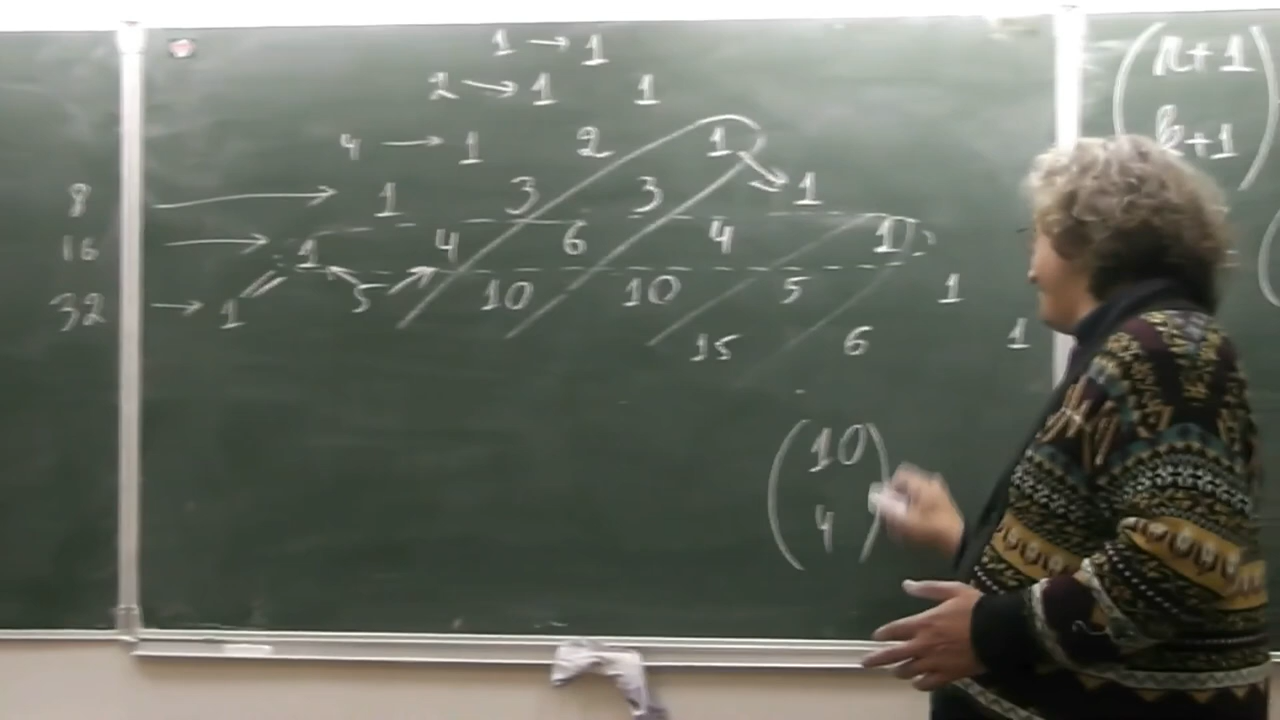 1 → 1
2 → 1 1
4 → 1 2 1
8 → 1 3 3 1
16 → 1 4 6 4 1
32 → 1 5 10 10 5 1
15 6 1
(10
4)
(n+1
k+1)